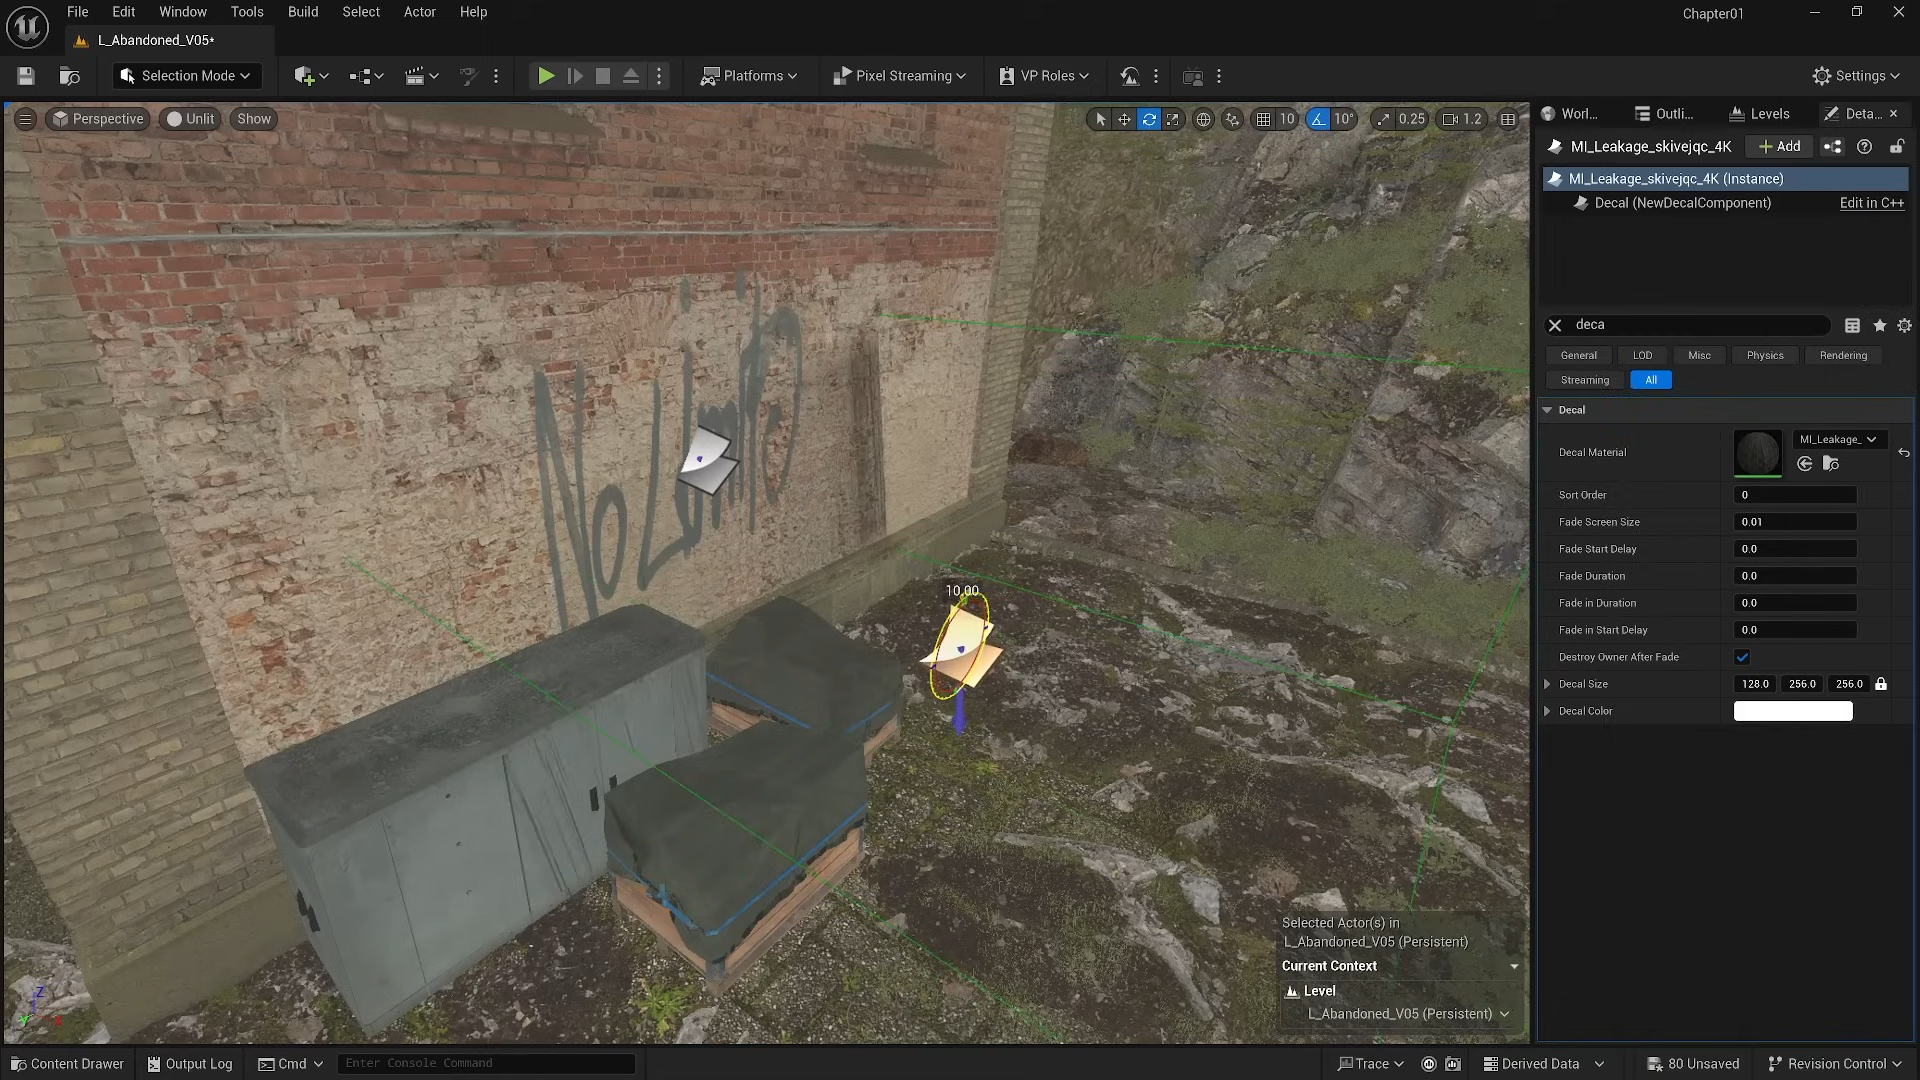 File Edit Window Tools Build Select Actor Help
Chapter01
L_Abandoned_V05*
Selection Mode
Platforms
Pixel Streaming
VP Roles
Settings
Perspective Unlit Show
10 10° 0.25 1.2
Worl... Outli... Levels Deta...
MI_Leakage_skivejqc_4K Add
MI_Leakage_skivejqc_4K (Instance)
Decal (NewDecalComponent) Edit in C++
deca
General LOD Misc Physics Rendering
Streaming All
Decal
Decal Material MI_Leakage_
Sort Order 0
Fade Screen Size 0.01
Fade Start Delay 0.0
Fade Duration 0.0
Fade in Duration 0.0
Fade in Start Delay 0.0
Destroy Owner After Fade
Decal Size 128.0 256.0 256.0
Decal Color
No Limits
10.00
Selected Actor(s) in
L_Abandoned_V05 (Persistent)
Current Context
Level
L_Abandoned_V05 (Persistent)
Z
Y X
Content Drawer Output Log Cmd Enter Console Command Trace Derived Data 80 Unsaved Revision Control